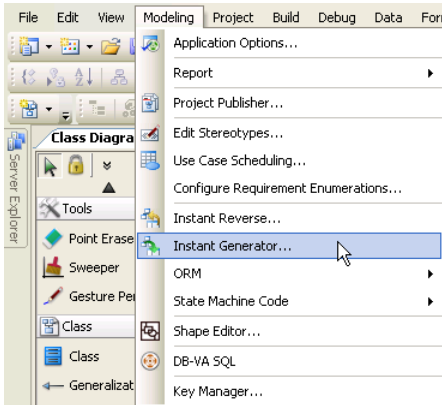 File Edit View Modeling Project Build Debug Data For
Application Options...
Report
Project Publisher...
Class Diagra
Edit Stereotypes...
Use Case Scheduling...
Configure Requirement Enumerations...
Server Explorer
Tools
Instant Reverse...
Point Erase
Instant Generator...
Sweeper
ORM
Gesture Pe
State Machine Code
Class
Shape Editor...
Class
DB-VA SQL
Generalizat
Key Manager...